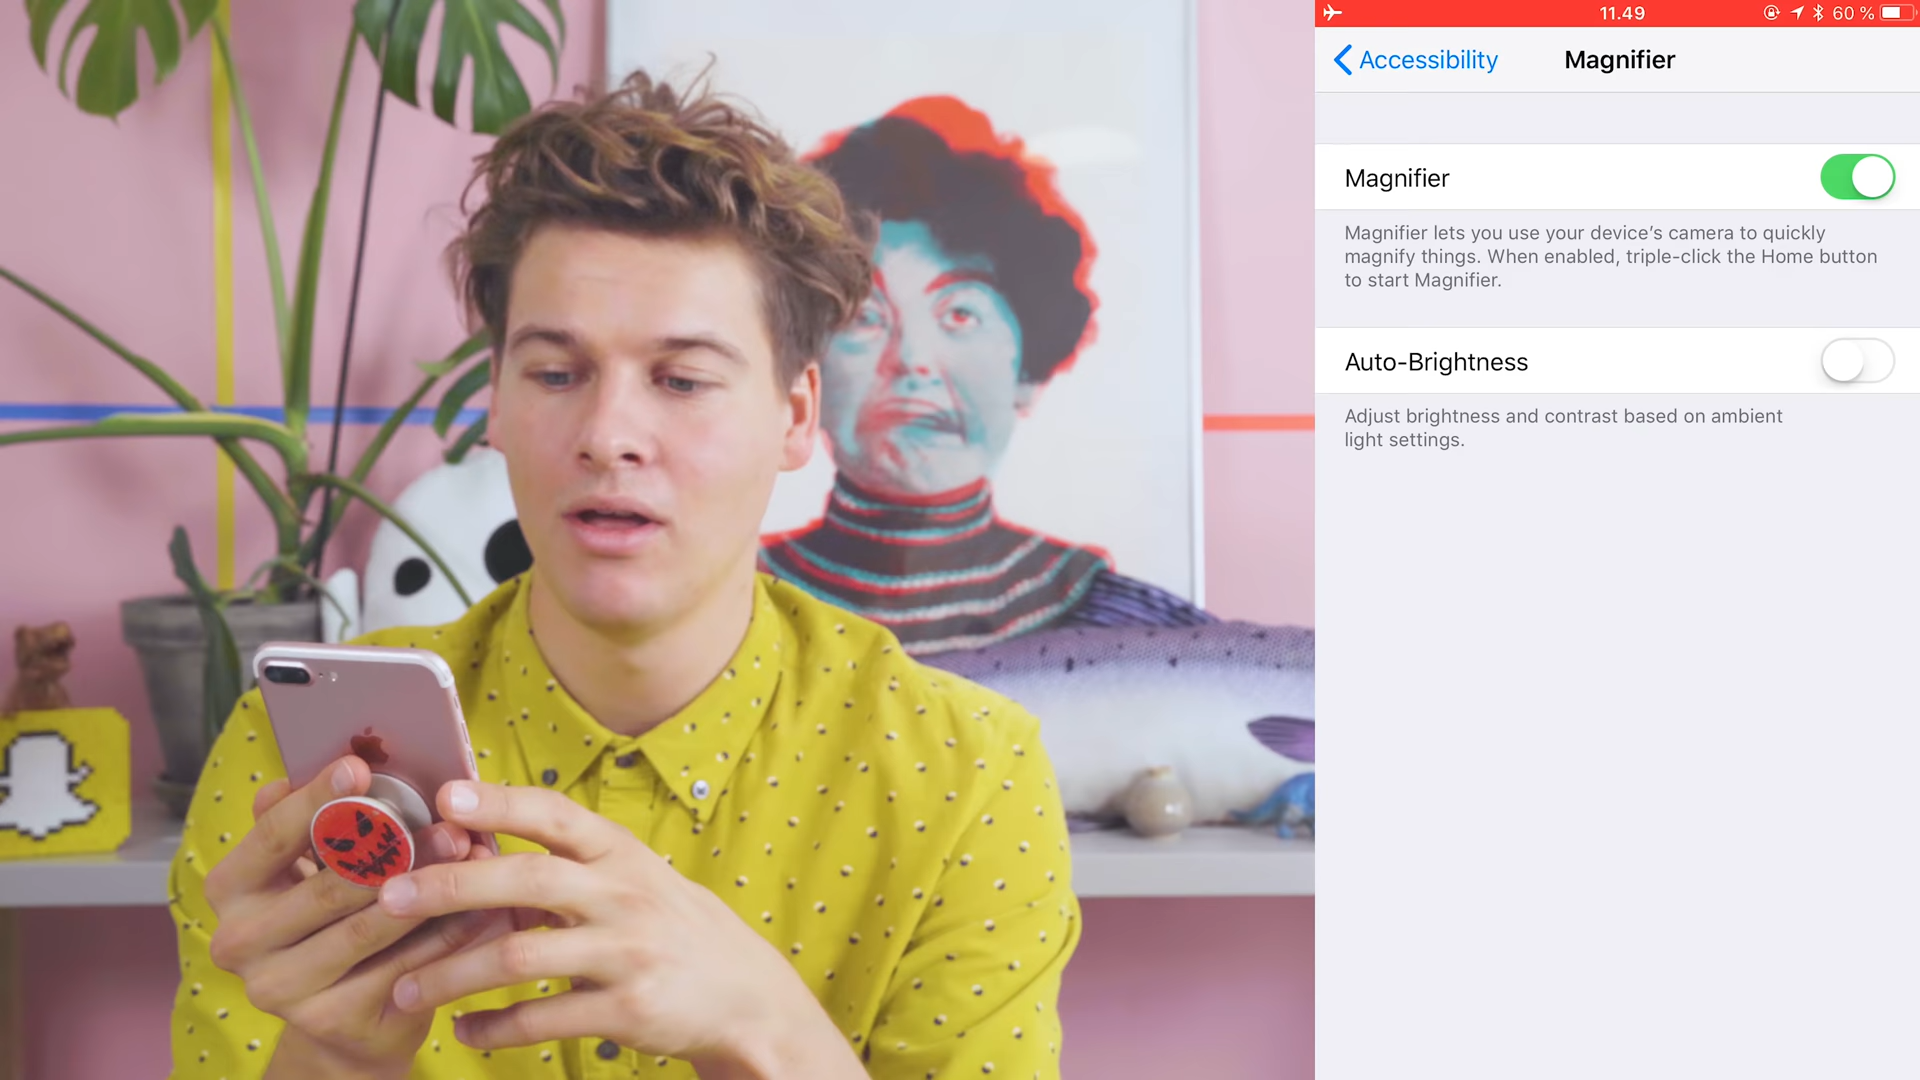 11.49
60 %
Accessibility
Magnifier
Magnifier
Magnifier lets you use your device’s camera to quickly
magnify things. When enabled, triple-click the Home button
to start Magnifier.
Auto-Brightness
Adjust brightness and contrast based on ambient
light settings.